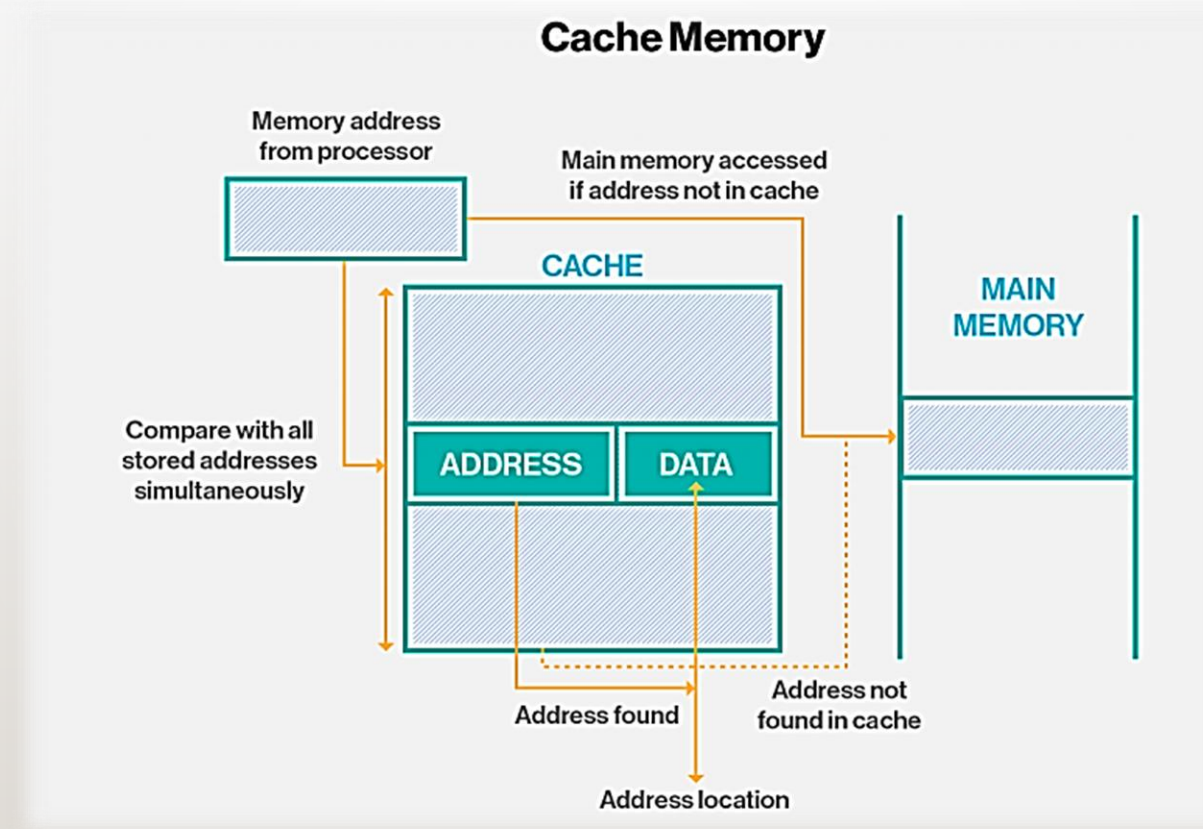 Cache Memory
Memory address
from processor
Main memory accessed
if address not in cache
CACHE
MAIN
MEMORY
Compare with all
stored addresses
simultaneously
ADDRESS
DATA
Address found
Address not
found in cache
Address location